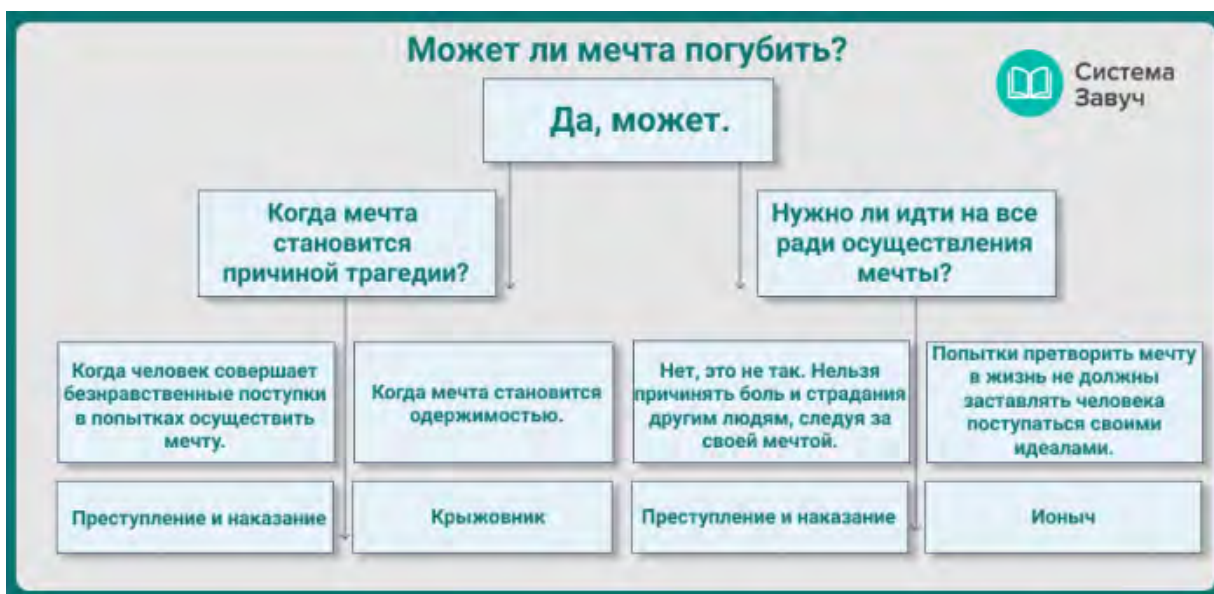 Может ли мечта погубить?
Система
Завуч
Да, может.
Когда мечта
становится
причиной трагедии?
Нужно ли идти на все
ради осуществления
мечты?
Когда человек совершает
безнравственные поступки
в попытках осуществить
мечту.
Когда мечта становится
одержимостью.
Нет, это не так. Нельзя
причинять боль и страдания
другим людям, следуя за
своей мечтой.
Попытки претворить мечту
в жизнь не должны
заставлять человека
поступаться своими
идеалами.
Преступление и наказание
Крыжовник
Преступление и наказание
Ионыч